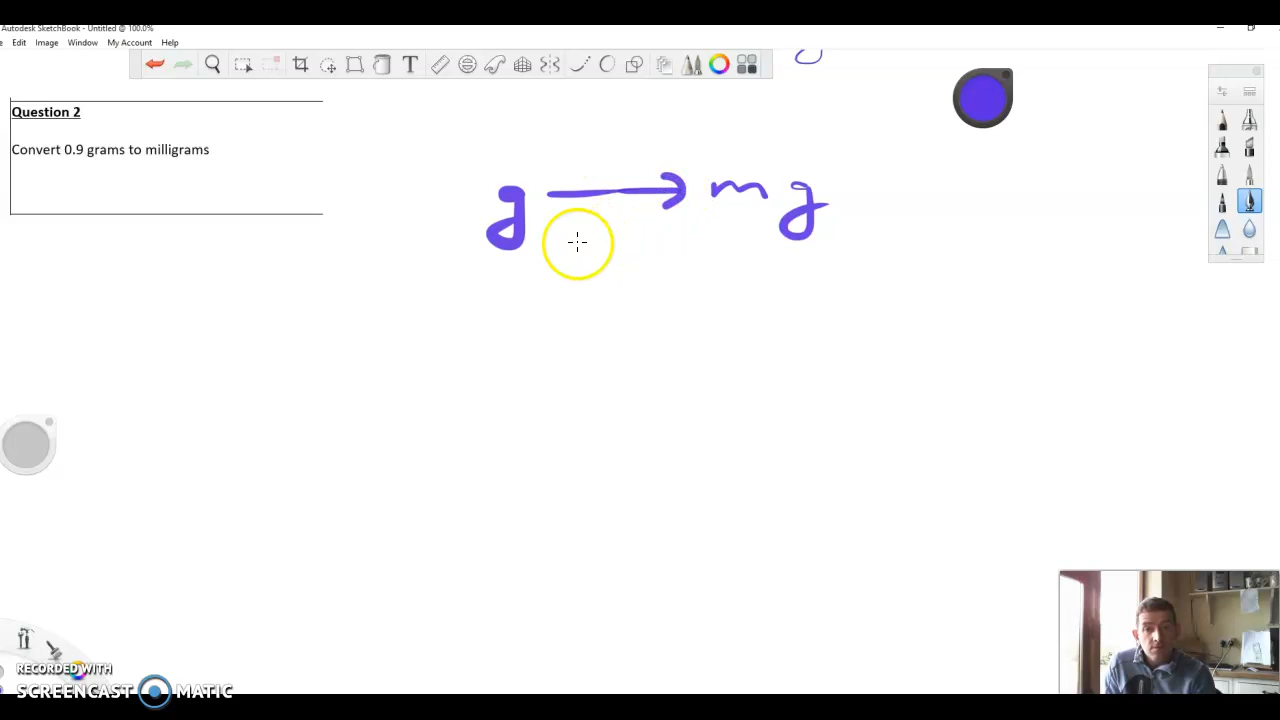 Autodesk SketchBook - Untitled @ 100.0%
Edit Image Window My Account Help
T
Question 2
Convert 0.9 grams to milligrams
g → mg
RECORDED WITH
SCREENCAST MATIC